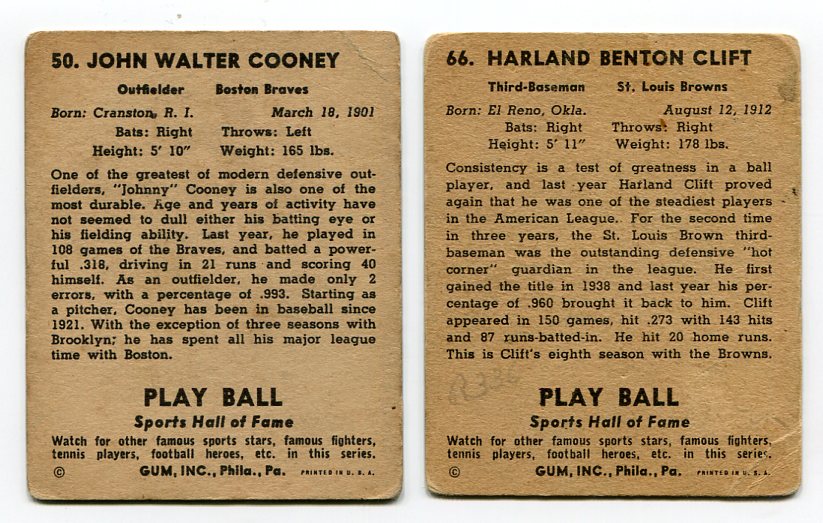 50. JOHN WALTER COONEY
Outfielder Boston Braves
Born: Cranston, R. I. March 18, 1901
Bats: Right Throws: Left
Height: 5' 10" Weight: 165 lbs.
One of the greatest of modern defensive out-
fielders, "Johnny" Cooney is also one of the
most durable. Age and years of activity have
not seemed to dull either his batting eye or
his fielding ability. Last year, he played in
108 games of the Braves, and batted a power-
ful .318, driving in 21 runs and scoring 40
himself. As an outfielder, he made only 2
errors, with a percentage of .993. Starting as
a pitcher, Cooney has been in baseball since
1921. With the exception of three seasons with
Brooklyn; he has spent all his major league
time with Boston.
PLAY BALL
Sports Hall of Fame
Watch for other famous sports stars, famous fighters,
tennis players, football heroes, etc. in this series.
© GUM, INC., Phila., Pa. PRINTED IN U. S. A.
66. HARLAND BENTON CLIFT
Third-Baseman St. Louis Browns
Born: El Reno, Okla. August 12, 1912
Bats: Right Throws: Right
Height: 5' 11" Weight: 178 lbs.
Consistency is a test of greatness in a ball
player, and last year Harland Clift proved
again that he was one of the steadiest players
in the American League. For the second time
in three years, the St. Louis Brown third-
baseman was the outstanding defensive "hot
corner" guardian in the league. He first
gained the title in 1938 and last year his per-
centage of .960 brought it back to him. Clift
appeared in 150 games, hit .273 with 143 hits
and 87 runs-batted-in. He hit 20 home runs.
This is Clift's eighth season with the Browns.
PLAY BALL
Sports Hall of Fame
Watch for other famous sports stars, famous fighters,
tennis players, football heroes, etc. in this series.
© GUM, INC., Phila., Pa. PRINTED IN U. S. A.